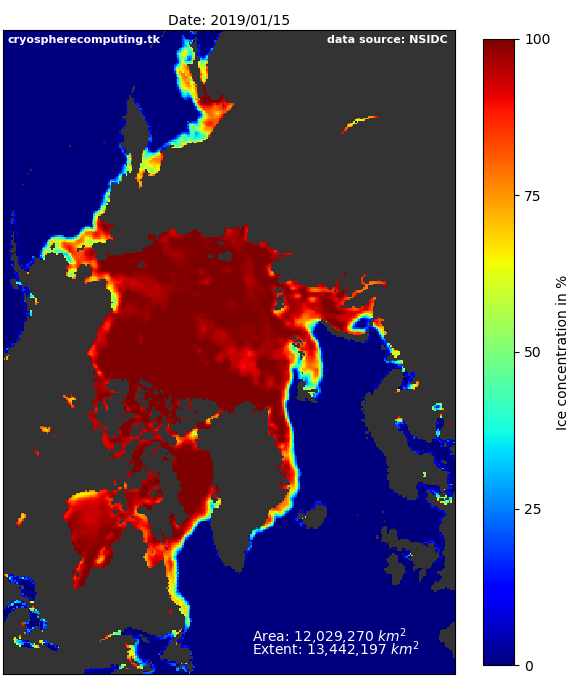 Date: 2019/01/15
cryospherecomputing.tk data source: NSIDC
100
75
50
25
0
Ice concentration in %
Area: 12,029,270 km²
Extent: 13,442,197 km²